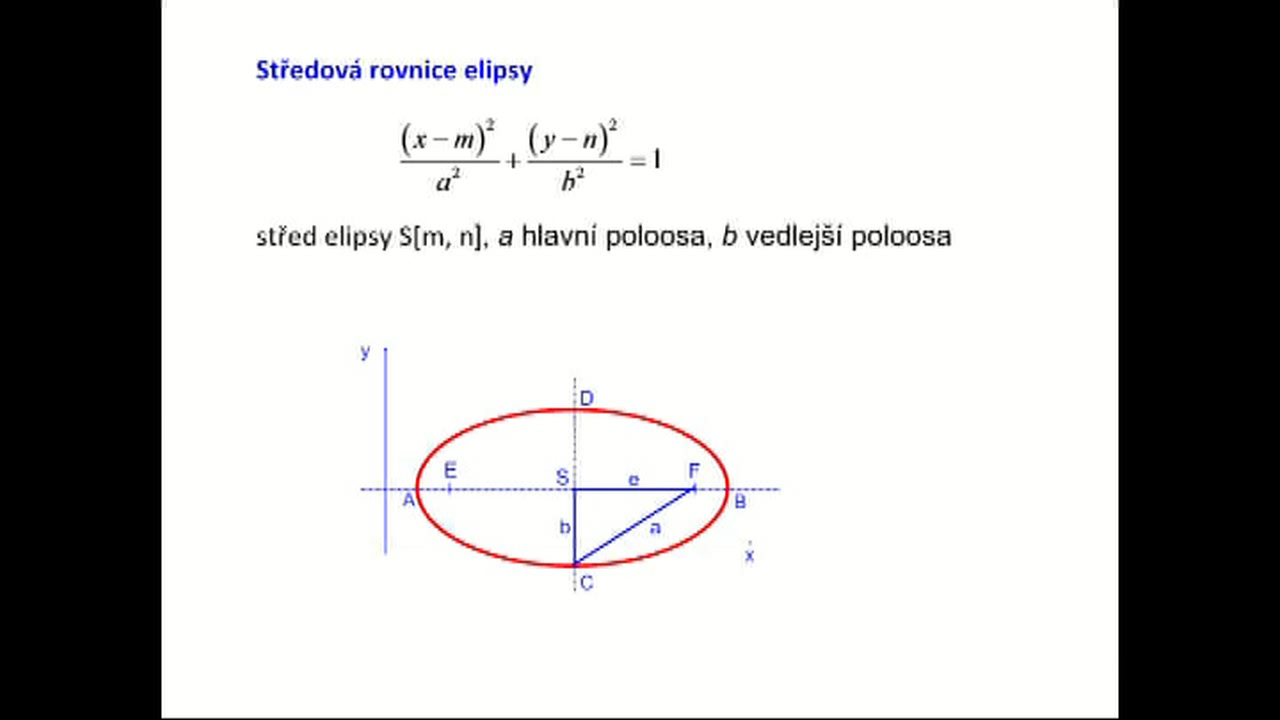 Středová rovnice elipsy
(x − m)² / a² + (y − n)² / b² = 1
střed elipsy S[m, n], a hlavní poloosa, b vedlejší poloosa
y
D
E S e F
A B
b a
x
C